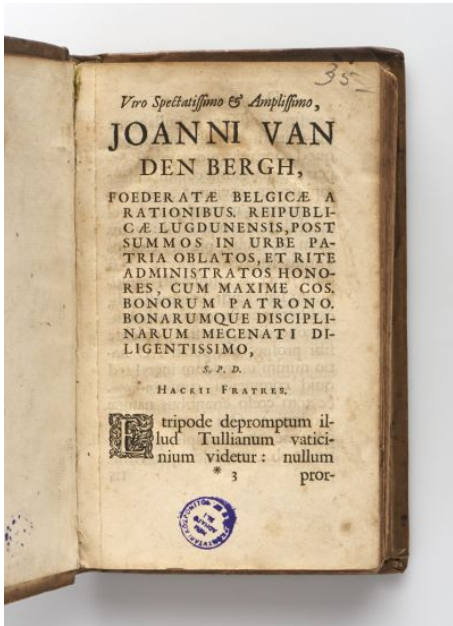 35
Viro Spectatissimo & Amplissimo,
JOANNI VAN
DEN BERGH,
FOEDERATÆ BELGICÆ A
RATIONIBUS. REIPUBLI-
CÆ LUGDUNENSIS, POST
SUMMOS IN URBE PA-
TRIA OBLATOS, ET RITE
ADMINISTRATOS HONO-
RES, CUM MAXIME COS.
BONORUM PATRONO.
BONARUMQUE DISCIPLI-
NARUM MECENATI DI-
LIGENTISSIMO,
S. P. D.
HACKII FRATRES.
E tripode depromptum il-
lud Tullianum vatici-
nium videtur : nullum
* 3 pror-